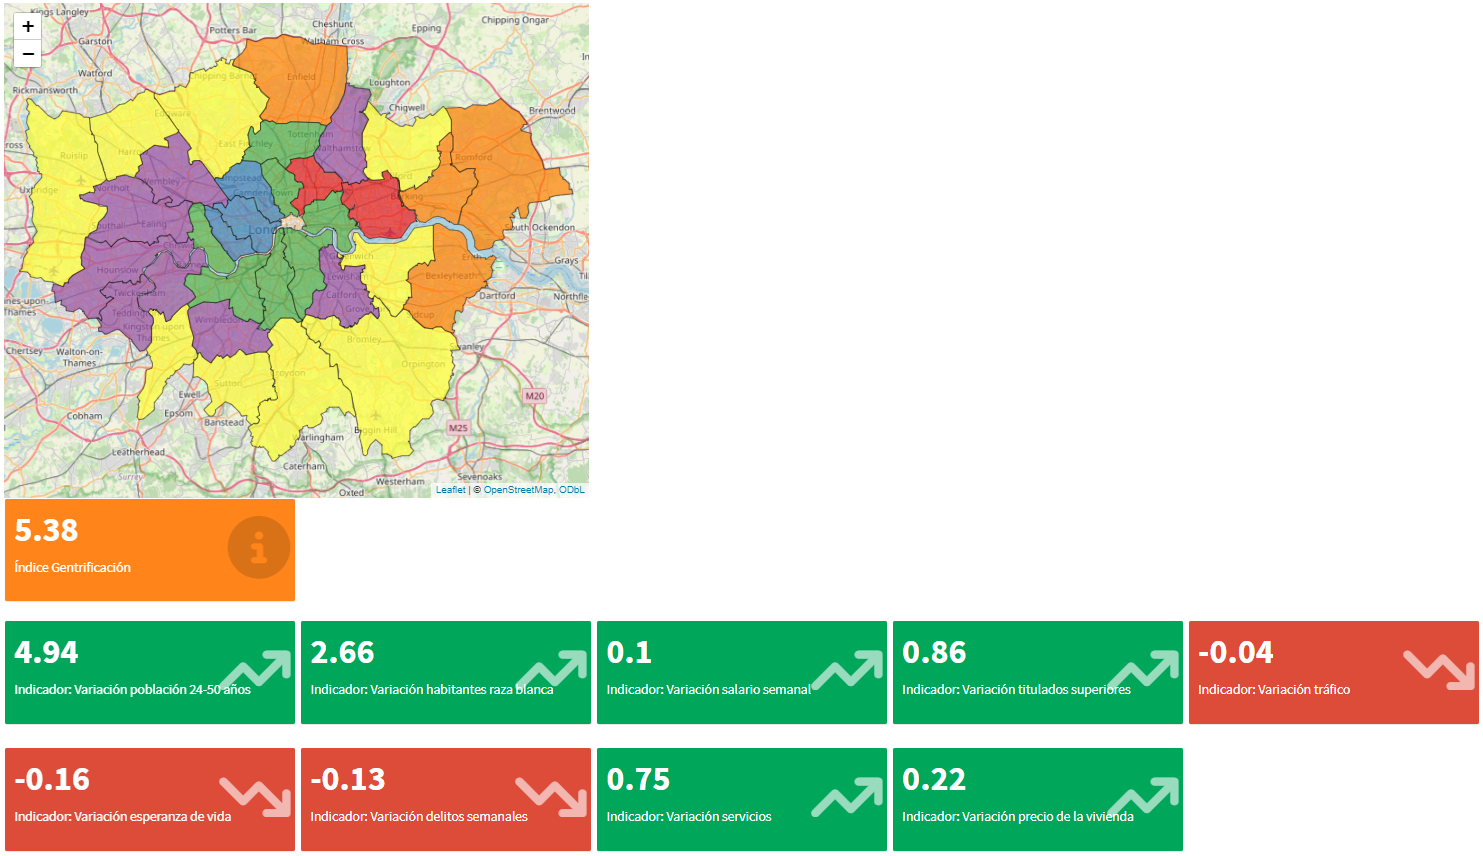 Kings Langley
Potters Bar
Cheshunt
Epping
Chipping Ongar
+
Garston
Waltham Cross
−
Watford
Chipping Barnet
Enfield
Loughton
Rickmansworth
Chigwell
Brentwood
Edgware
Tottenham
East Finchley
Walthamstow
Romford
Ruislip
Wembley
Northolt
Uxbridge
Camden Town
Barking
Southall
Ealing
London
South Ockendon
Hounslow
Greenwich
Erith
Grays
Lewisham
Bexleyheath
Twickenham
Catford
Dartford
Teddington
Thames
Kingston upon
Thames
Wimbledon
Bromley
Chertsey
Walton-on-
Thames
Swanley
Croydon
Orpington
Sutton
Ewell
Epsom
M20
Cobham
Banstead
Biggin Hill
M25
Warlingham
Leatherhead
Surrey
Caterham
Westerham
Sevenoaks
Oxted
Leaflet | © OpenStreetMap, ODbL
5.38
Índice Gentrificación
4.94
Indicador: Variación población 24-50 años
2.66
Indicador: Variación habitantes raza blanca
0.1
Indicador: Variación salario semanal
0.86
Indicador: Variación titulados superiores
-0.04
Indicador: Variación tráfico
-0.16
Indicador: Variación esperanza de vida
-0.13
Indicador: Variación delitos semanales
0.75
Indicador: Variación servicios
0.22
Indicador: Variación precio de la vivienda